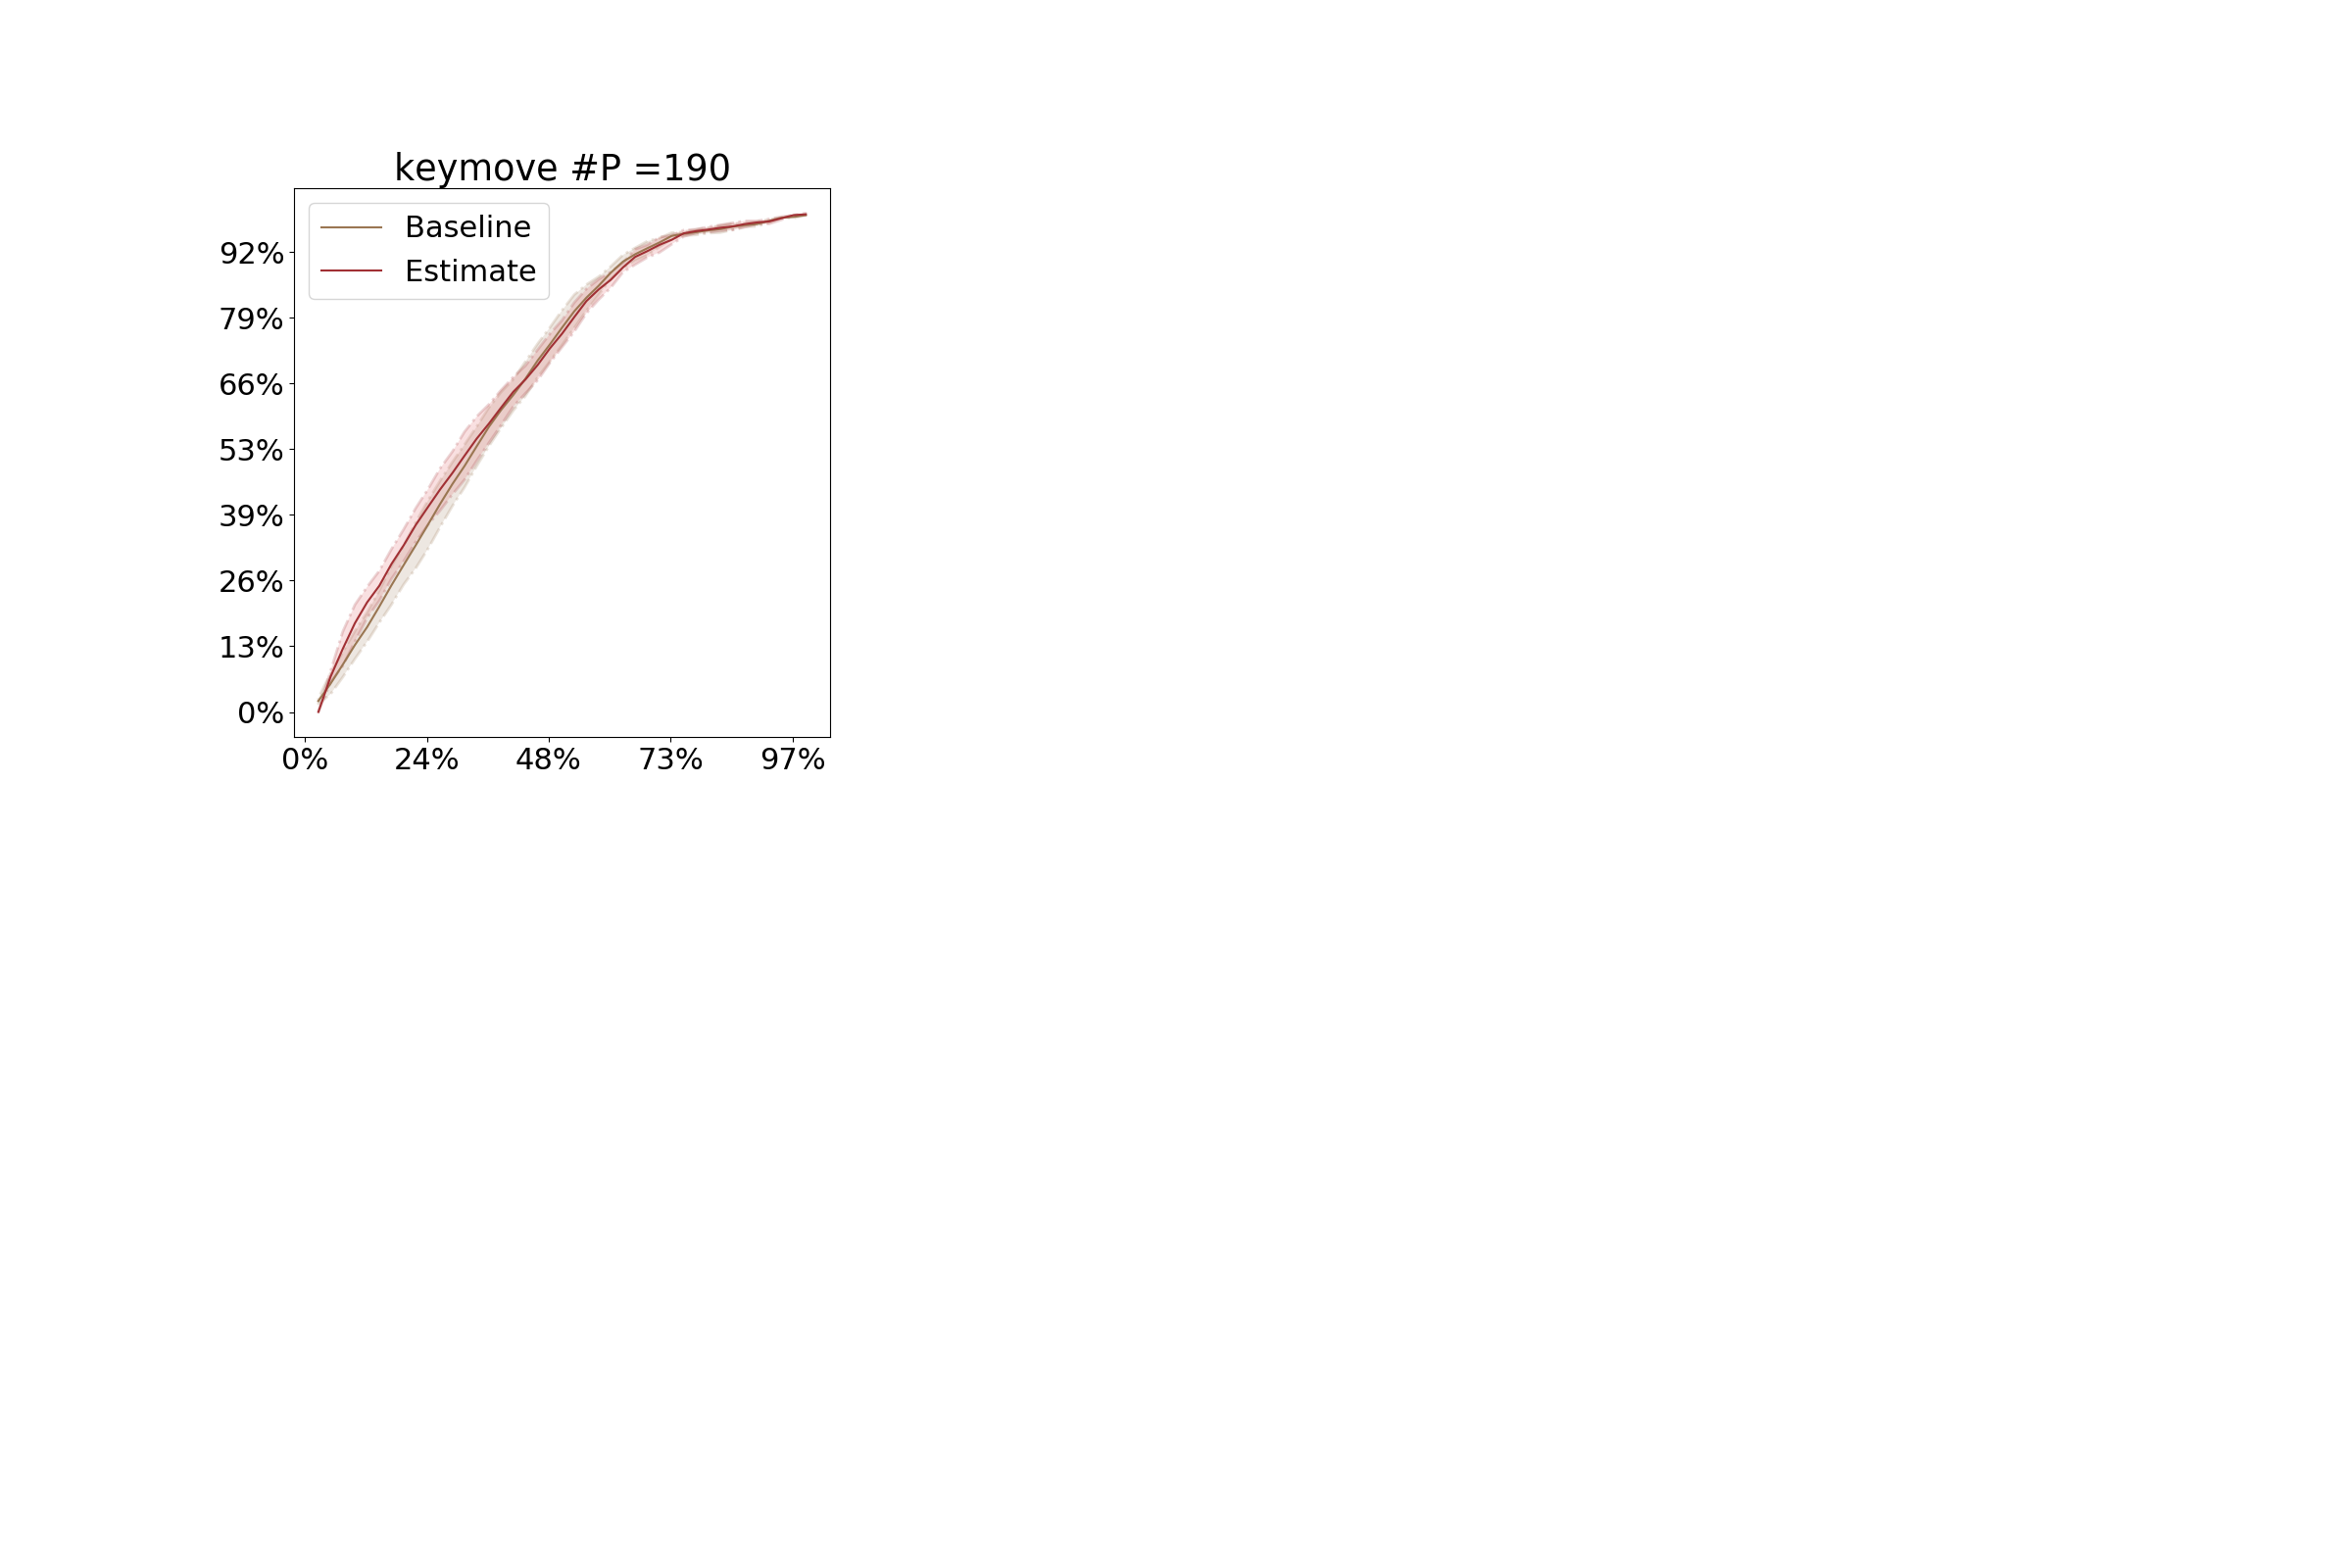 keymove #P =190
Baseline
Estimate
92%
79%
66%
53%
39%
26%
13%
0%
0% 24% 48% 73% 97%